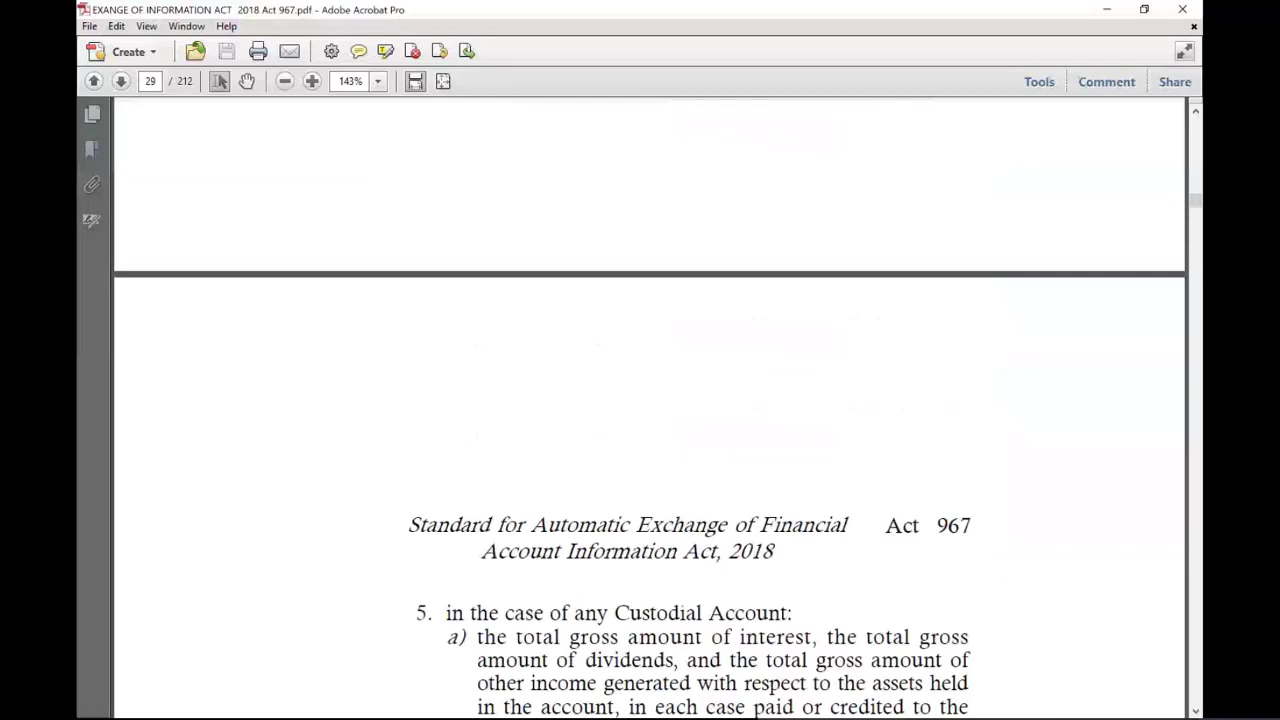 EXANGE OF INFORMATION ACT  2018 Act 967.pdf - Adobe Acrobat Pro
File Edit View Window Help
Create
29 / 212 143% Tools Comment Share
Standard for Automatic Exchange of Financial Act 967
Account Information Act, 2018
5. in the case of any Custodial Account:
a) the total gross amount of interest, the total gross
amount of dividends, and the total gross amount of
other income generated with respect to the assets held
in the account, in each case paid or credited to the